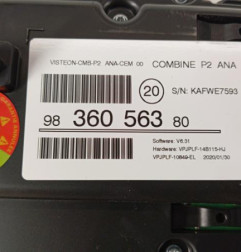 VISTEON-CMB-P2 ANA-CEM 00 COMBINE P2 ANA
20 S/N: KAFWE7593
98 360 563 80
Software: V8.31
Hardware: VPJPLF-14B115-HJ
VPJPLF-10849-EL 2020/01/30